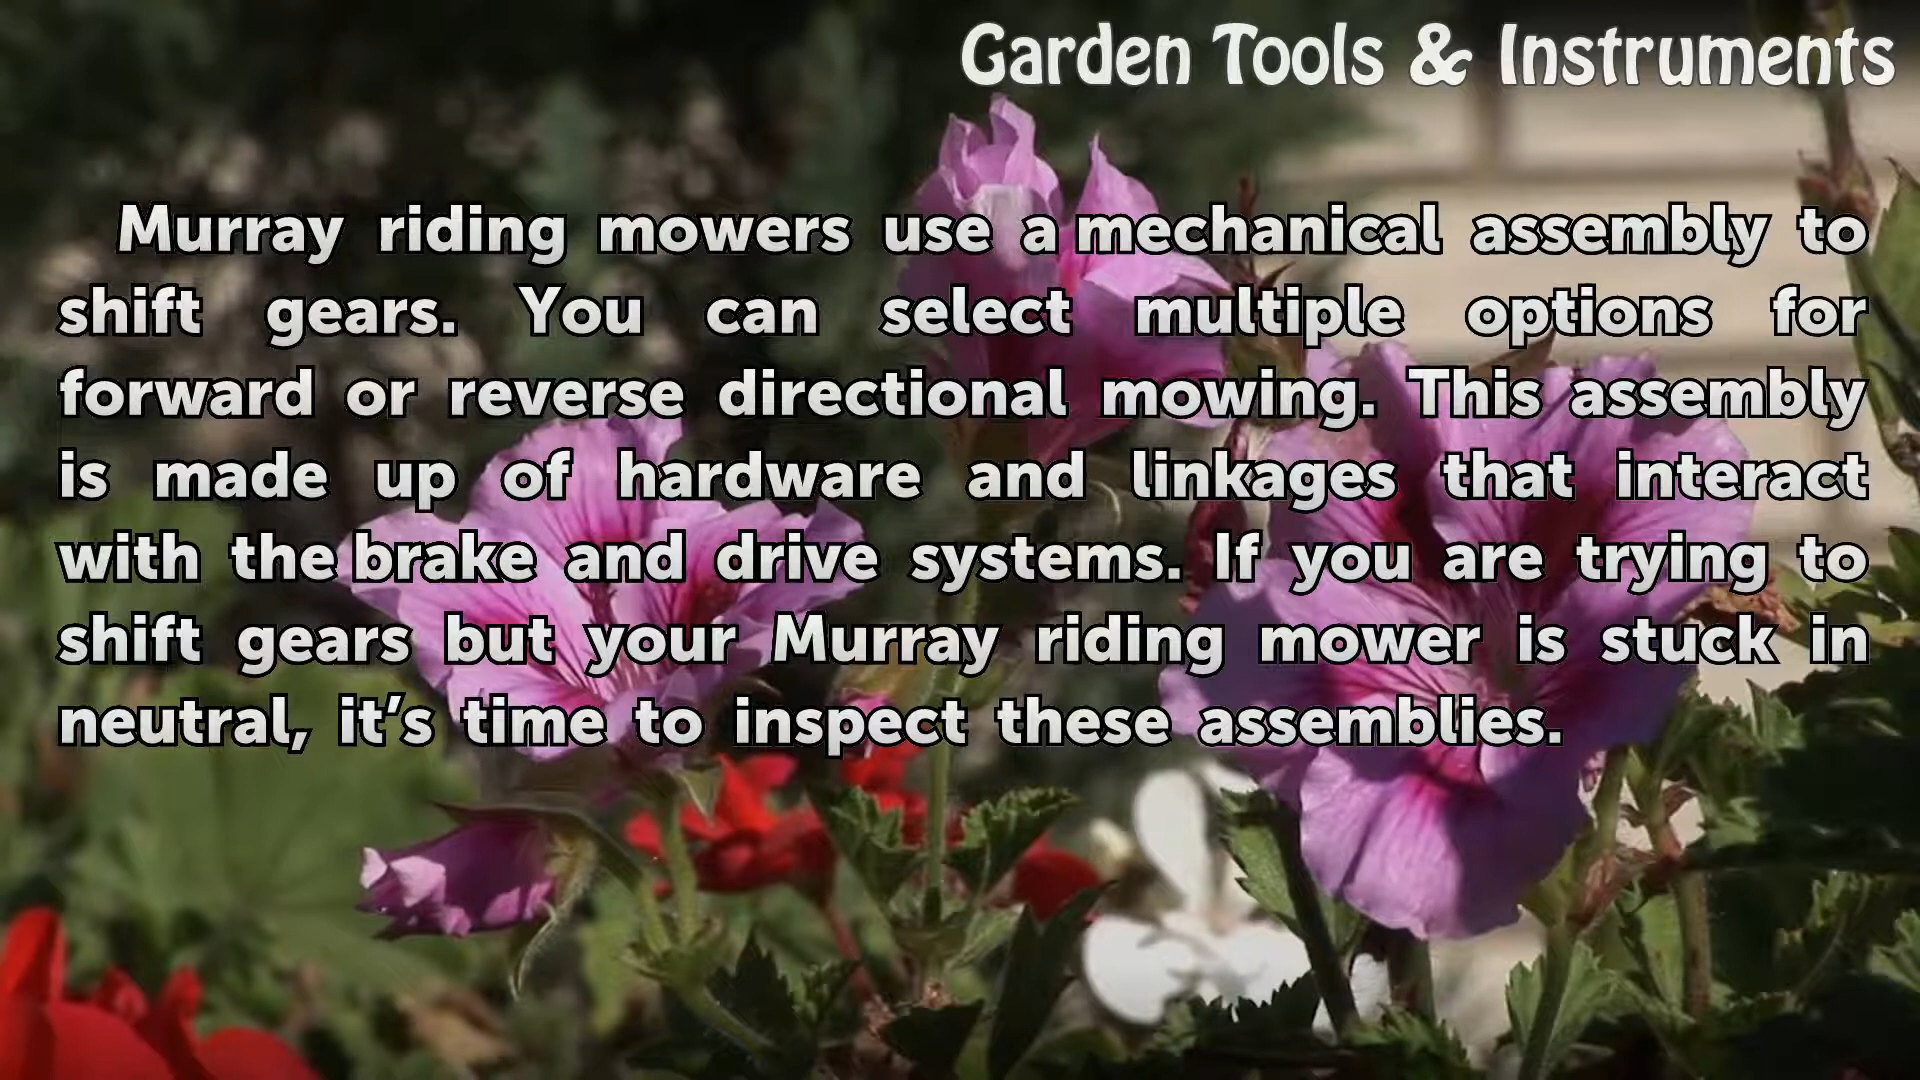 Garden Tools & Instruments
Murray riding mowers use a mechanical assembly to
shift gears. You can select multiple options for
forward or reverse directional mowing. This assembly
is made up of hardware and linkages that interact
with the brake and drive systems. If you are trying to
shift gears but your Murray riding mower is stuck in
neutral, it’s time to inspect these assemblies.